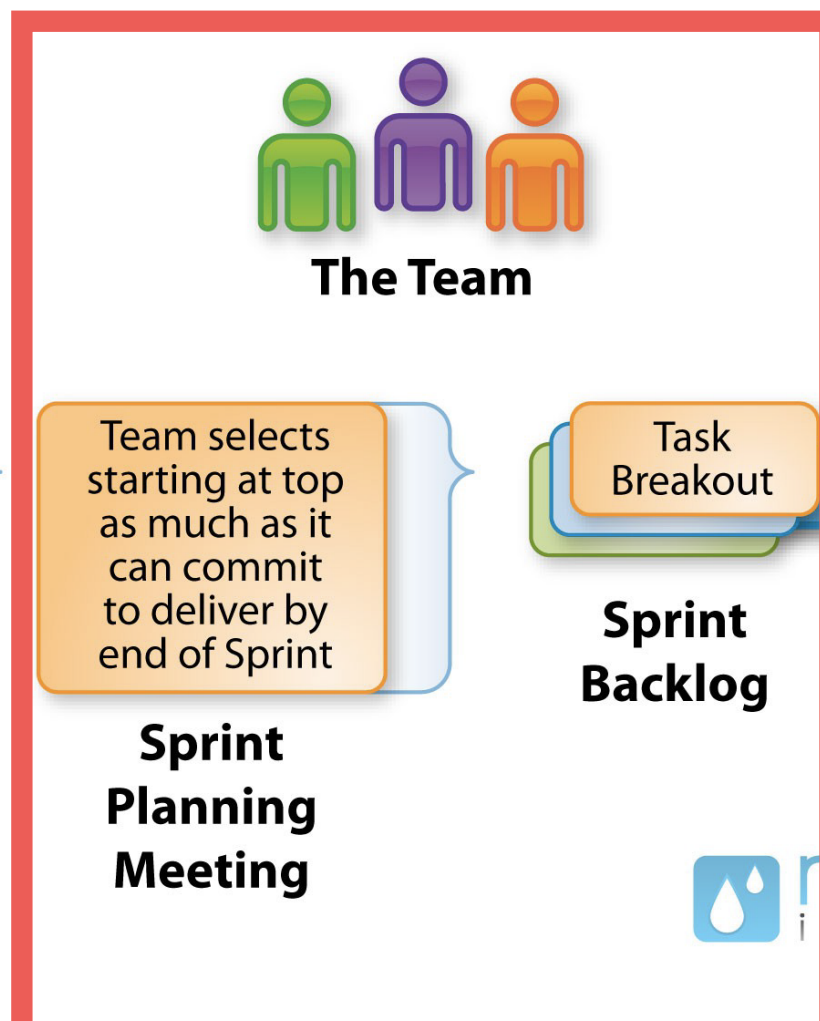 The Team
Team selects
starting at top
as much as it
can commit
to deliver by
end of Sprint
Sprint
Planning
Meeting
Task
Breakout
Sprint
Backlog